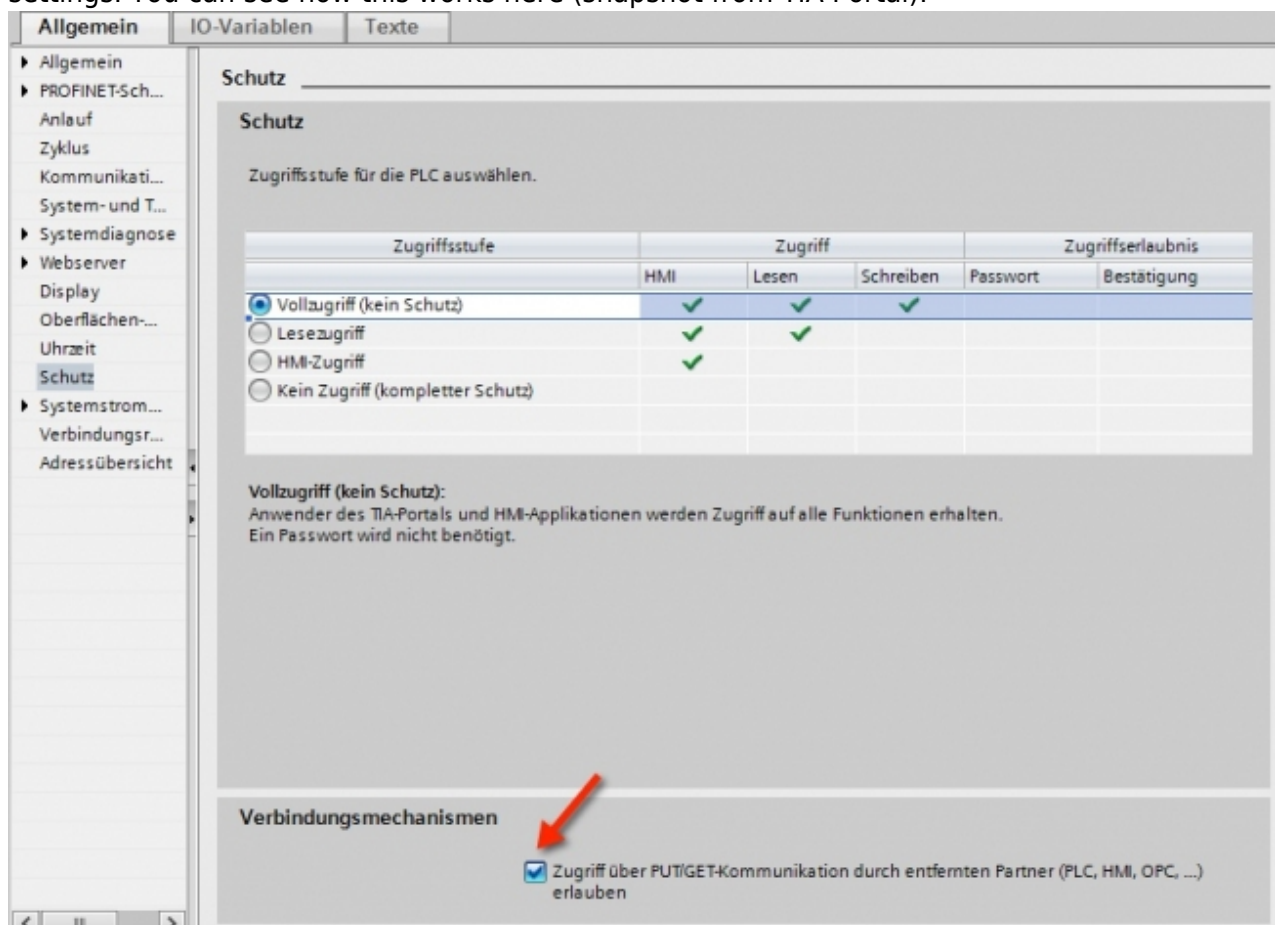 settings. You can see how this works here (snapshot from TIA Portal):
Allgemein IO-Variablen Texte
Allgemein
PROFINET-Sch...
Anlauf
Zyklus
Kommunikati...
System- und T...
Systemdiagnose
Webserver
Display
Oberflächen-...
Uhrzeit
Schutz
Systemstrom...
Verbindungsr...
Adressübersicht
Schutz
Schutz
Zugriffsstufe für die PLC auswählen.
Zugriffsstufe Zugriff Zugriffserlaubnis
HMI Lesen Schreiben Passwort Bestätigung
Vollzugriff (kein Schutz)
Lesezugriff
HMI-Zugriff
Kein Zugriff (kompletter Schutz)
Vollzugriff (kein Schutz):
Anwender des TIA-Portals und HMI-Applikationen werden Zugriff auf alle Funktionen erhalten.
Ein Passwort wird nicht benötigt.
Verbindungsmechanismen
Zugriff über PUT/GET-Kommunikation durch entfernten Partner (PLC, HMI, OPC, ...)
erlauben